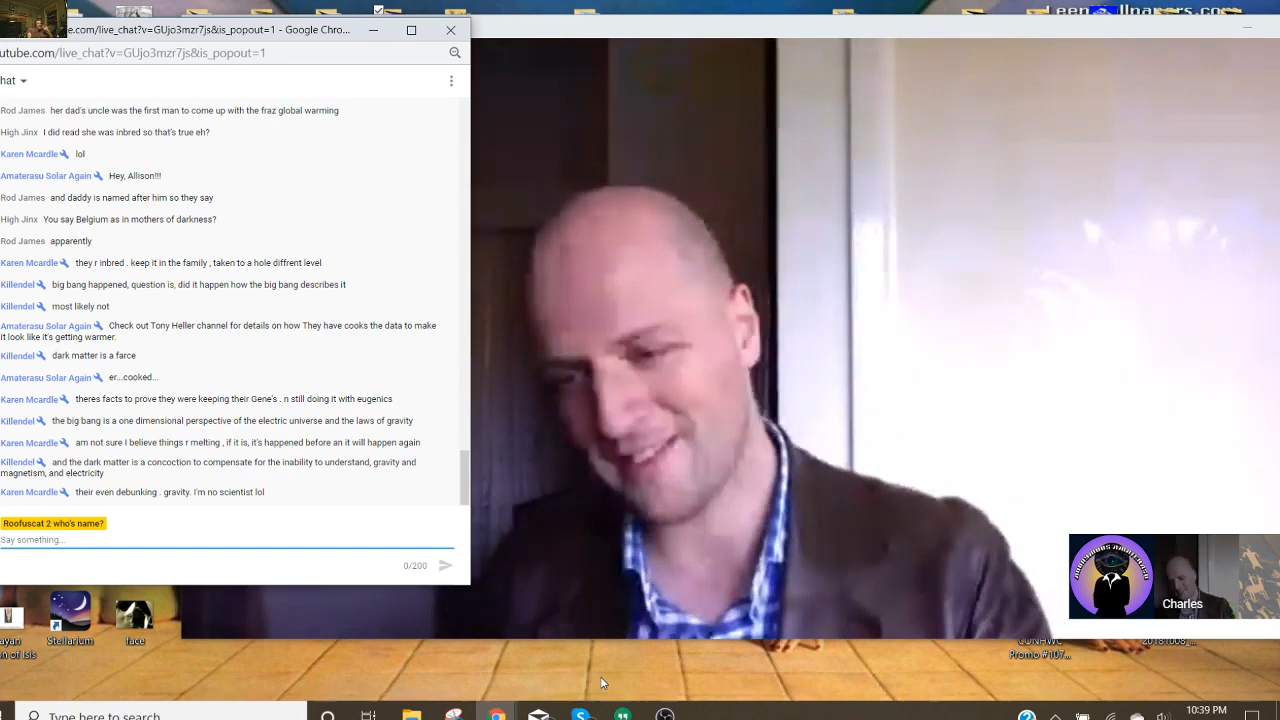 e.com/live_chat?v=GUjo3mzr7js&is_popout=1 - Google Chro...
utube.com/live_chat?v=GUjo3mzr7js&is_popout=1
hat
Rod James her dad's uncle was the first man to come up with the fraz global warming
High Jinx I did read she was inbred so that's true eh?
Karen Mcardle lol
Amaterasu Solar Again Hey, Allison!!!
Rod James and daddy is named after him so they say
High Jinx You say Belgium as in mothers of darkness?
Rod James apparently
Karen Mcardle they r inbred . keep it in the family , taken to a hole diffrent level
Killendel big bang happened, question is, did it happen how the big bang describes it
Killendel most likely not
Amaterasu Solar Again Check out Tony Heller channel for details on how They have cooks the data to make
it look like it's getting warmer.
Killendel dark matter is a farce
Amaterasu Solar Again er...cooked...
Karen Mcardle theres facts to prove they were keeping their Gene's . n still doing it with eugenics
Killendel the big bang is a one dimensional perspective of the electric universe and the laws of gravity
Karen Mcardle am not sure I believe things r melting , if it is, it's happened before an it will happen again
Killendel and the dark matter is a concoction to compensate for the inability to understand, gravity and
magnetism, and electricity
Karen Mcardle their even debunking . gravity. I'm no scientist lol
Roofuscat 2 who's name?
Say something...
0/200
Charles
ayan
on of Isis
Stellarium
face
CONHWC
Promo #107...
20181008_...
Type here to search
10:39 PM